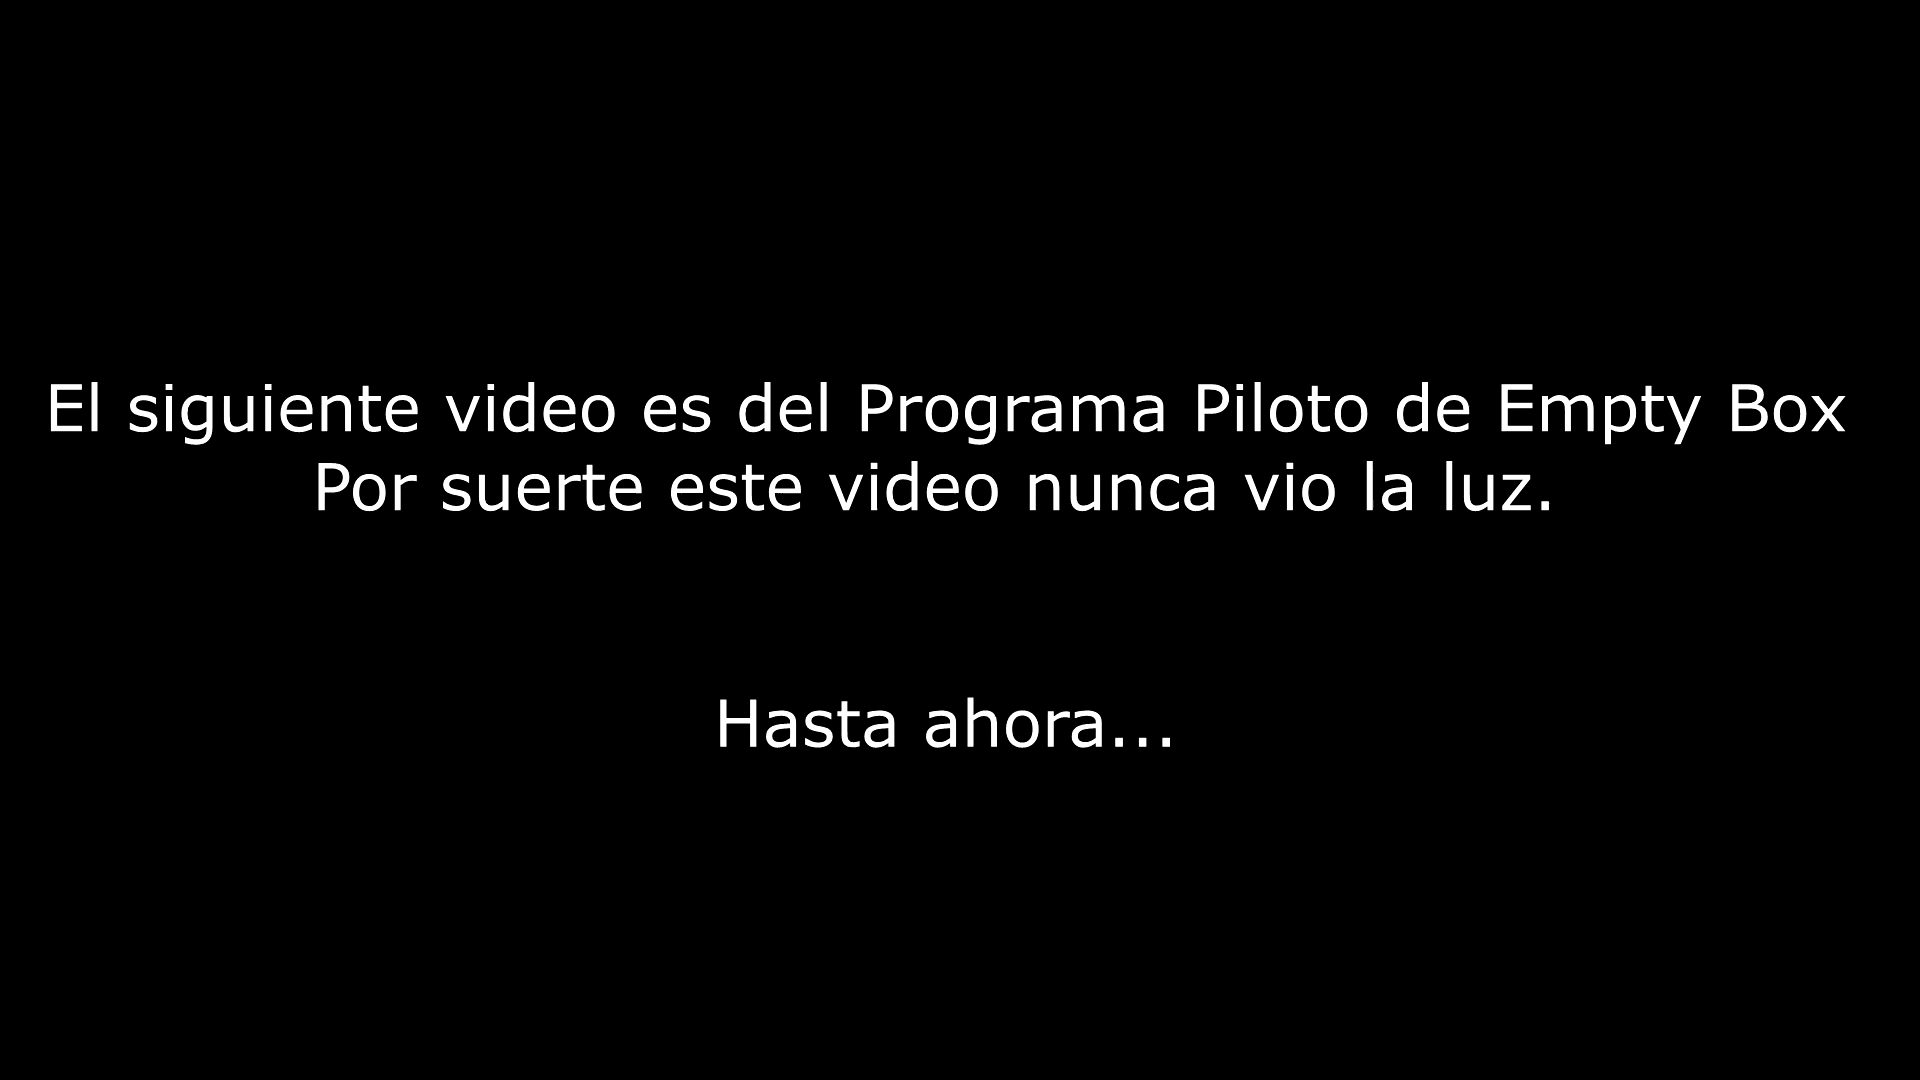 El siguiente video es del Programa Piloto de Empty Box
Por suerte este video nunca vio la luz.
Hasta ahora...